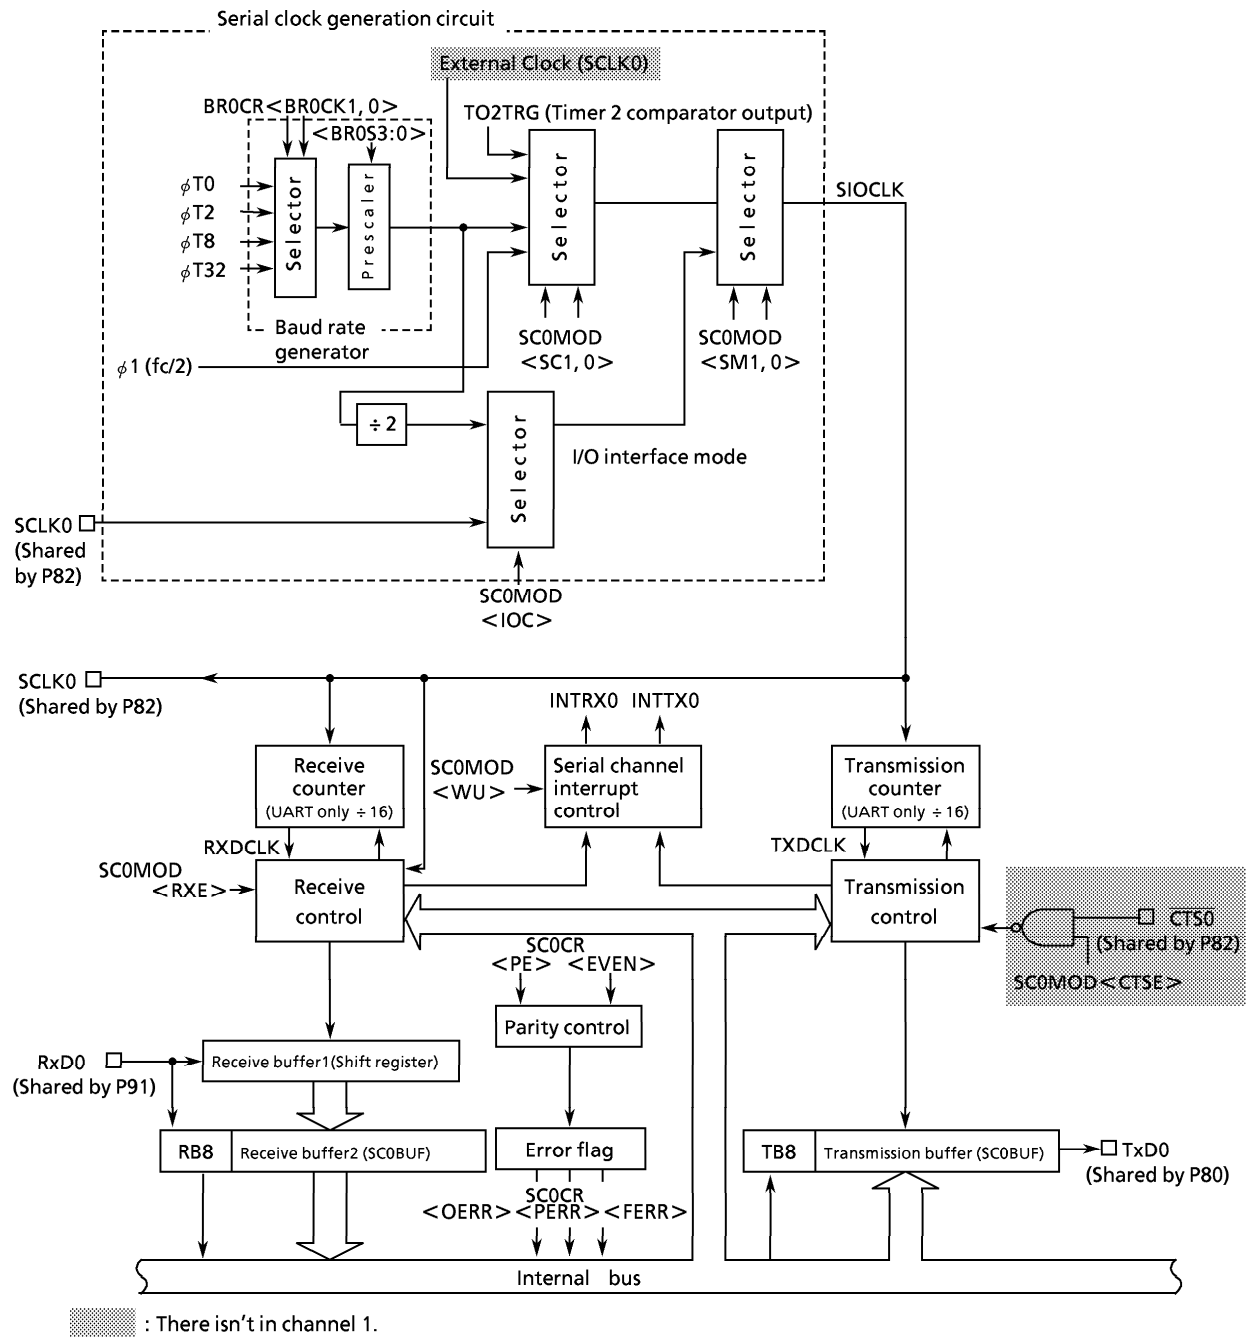 Serial clock generation circuit
External Clock (SCLK0)
BR0CR<BR0CK1, 0>
TO2TRG (Timer 2 comparator output)
<BR0S3:0>
ϕT0
ϕT2
ϕT8
ϕT32
Selector
Prescaler
Selector
Selector
SIOCLK
Baud rate
generator
SC0MOD
<SC1, 0>
SC0MOD
<SM1, 0>
ϕ1 (fc/2)
÷2
Selector
I/O interface mode
SCLK0
(Shared
by P82)
SC0MOD
<IOC>
SCLK0
(Shared by P82)
INTRX0 INTTX0
Receive
counter
(UART only ÷16)
SC0MOD
<WU>
Serial channel
interrupt
control
Transmission
counter
(UART only ÷16)
RXDCLK
TXDCLK
SC0MOD
<RXE>
Receive
control
Transmission
control
CTS0
(Shared by P82)
SC0MOD<CTSE>
SC0CR
<PE> <EVEN>
Parity control
RxD0
(Shared by P91)
Receive buffer1(Shift register)
RB8
Receive buffer2 (SC0BUF)
Error flag
TB8
Transmission buffer (SC0BUF)
TxD0
(Shared by P80)
SC0CR
<OERR> <PERR> <FERR>
Internal bus
: There isn't in channel 1.